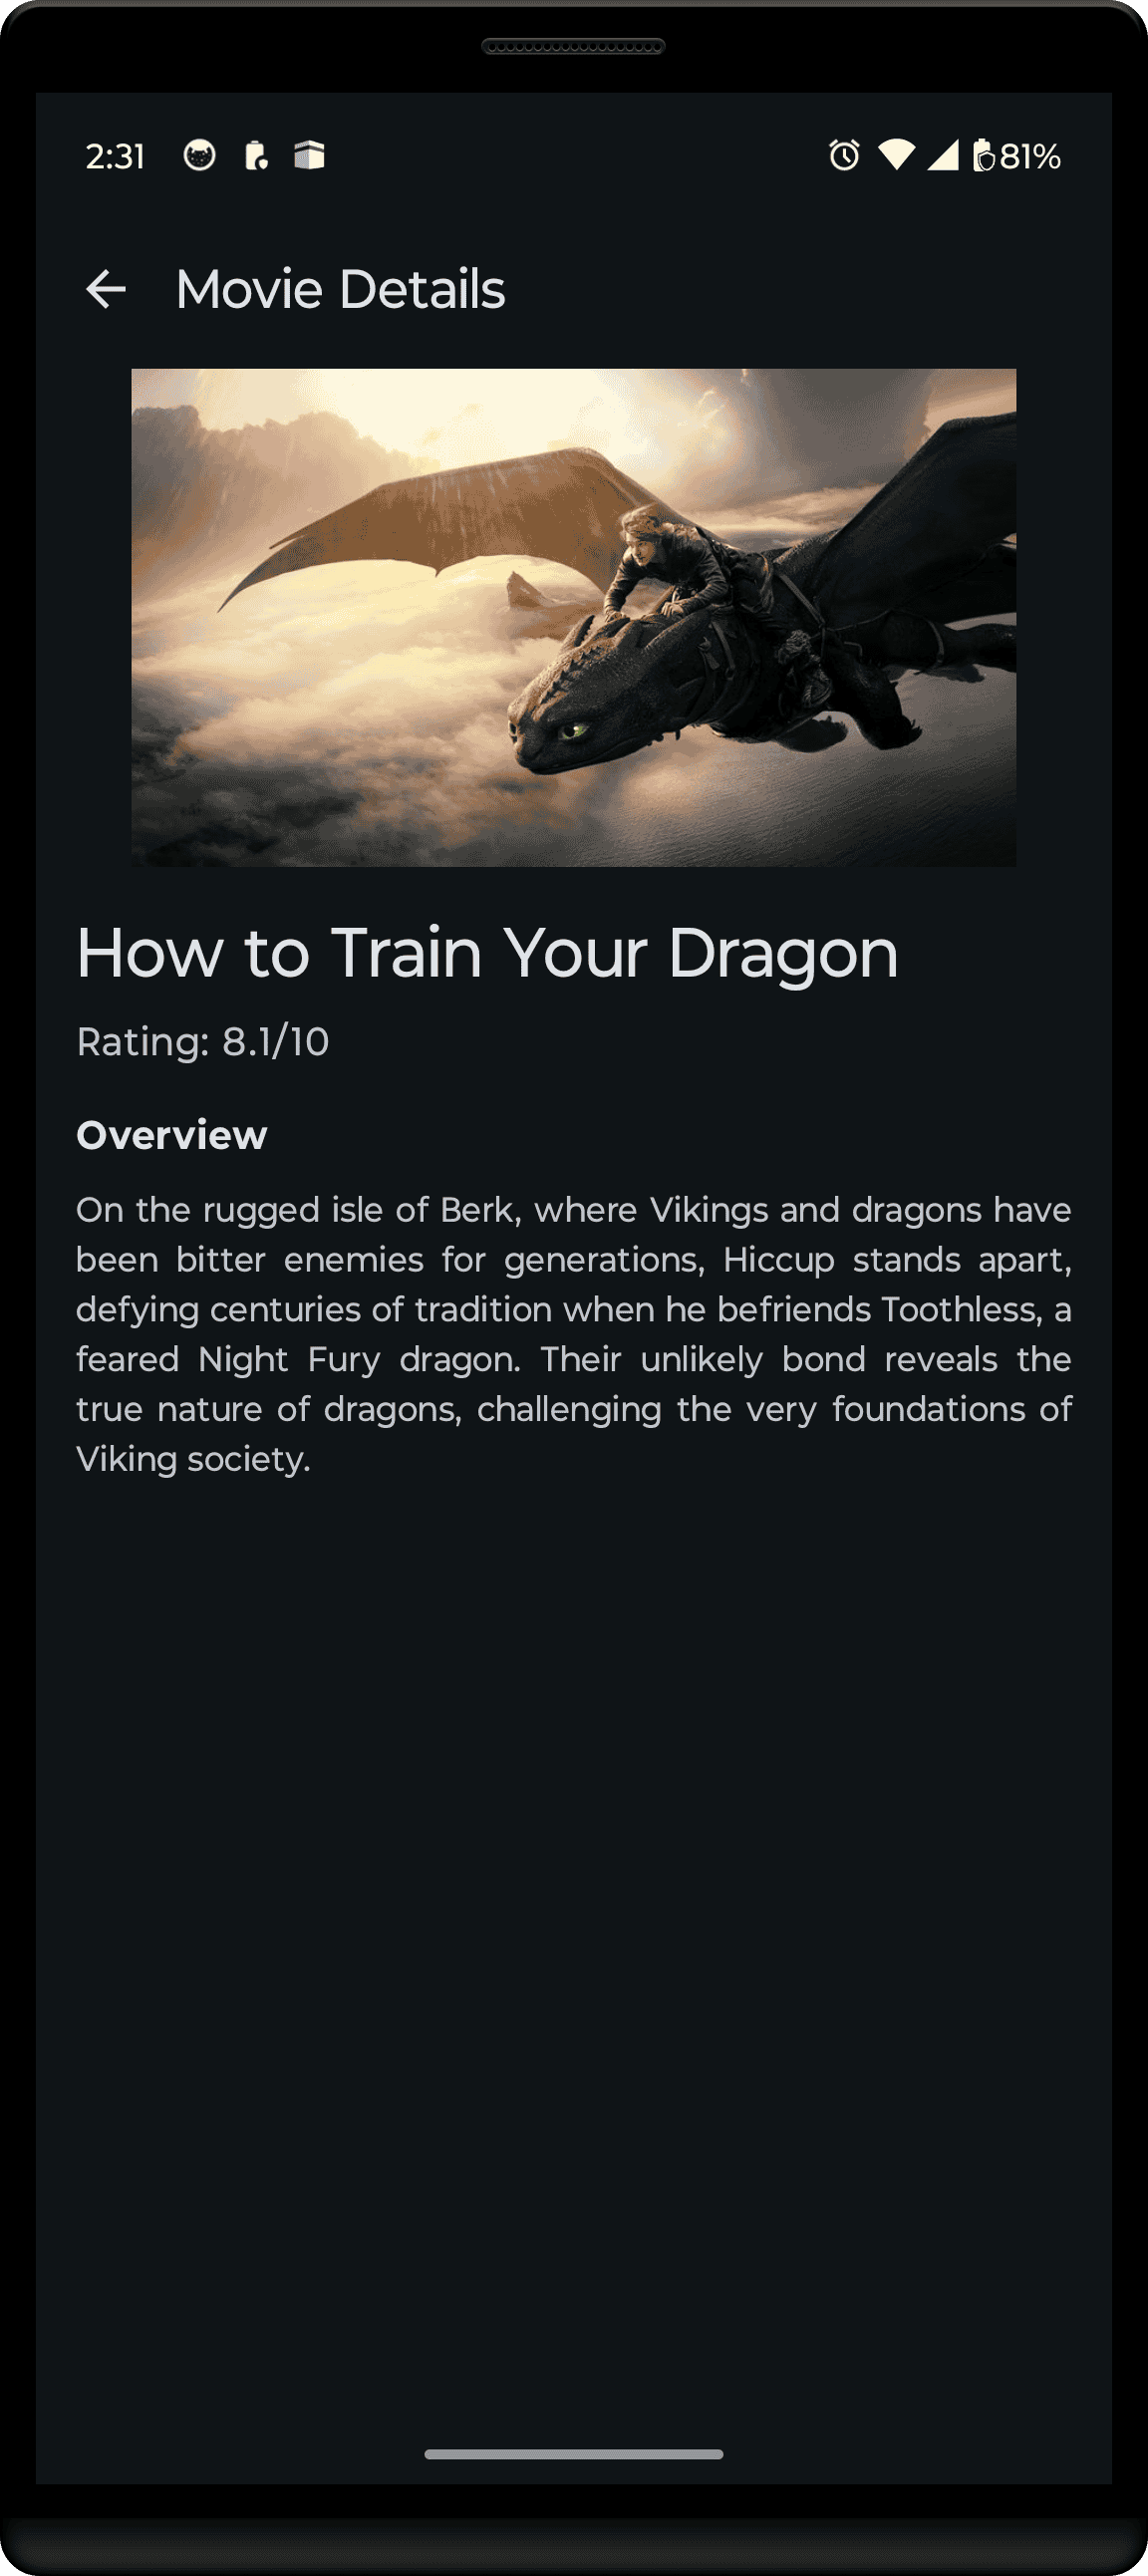 2:31
81%
Movie Details
How to Train Your Dragon
Rating: 8.1/10
Overview
On the rugged isle of Berk, where Vikings and dragons have
been bitter enemies for generations, Hiccup stands apart,
defying centuries of tradition when he befriends Toothless, a
feared Night Fury dragon. Their unlikely bond reveals the
true nature of dragons, challenging the very foundations of
Viking society.